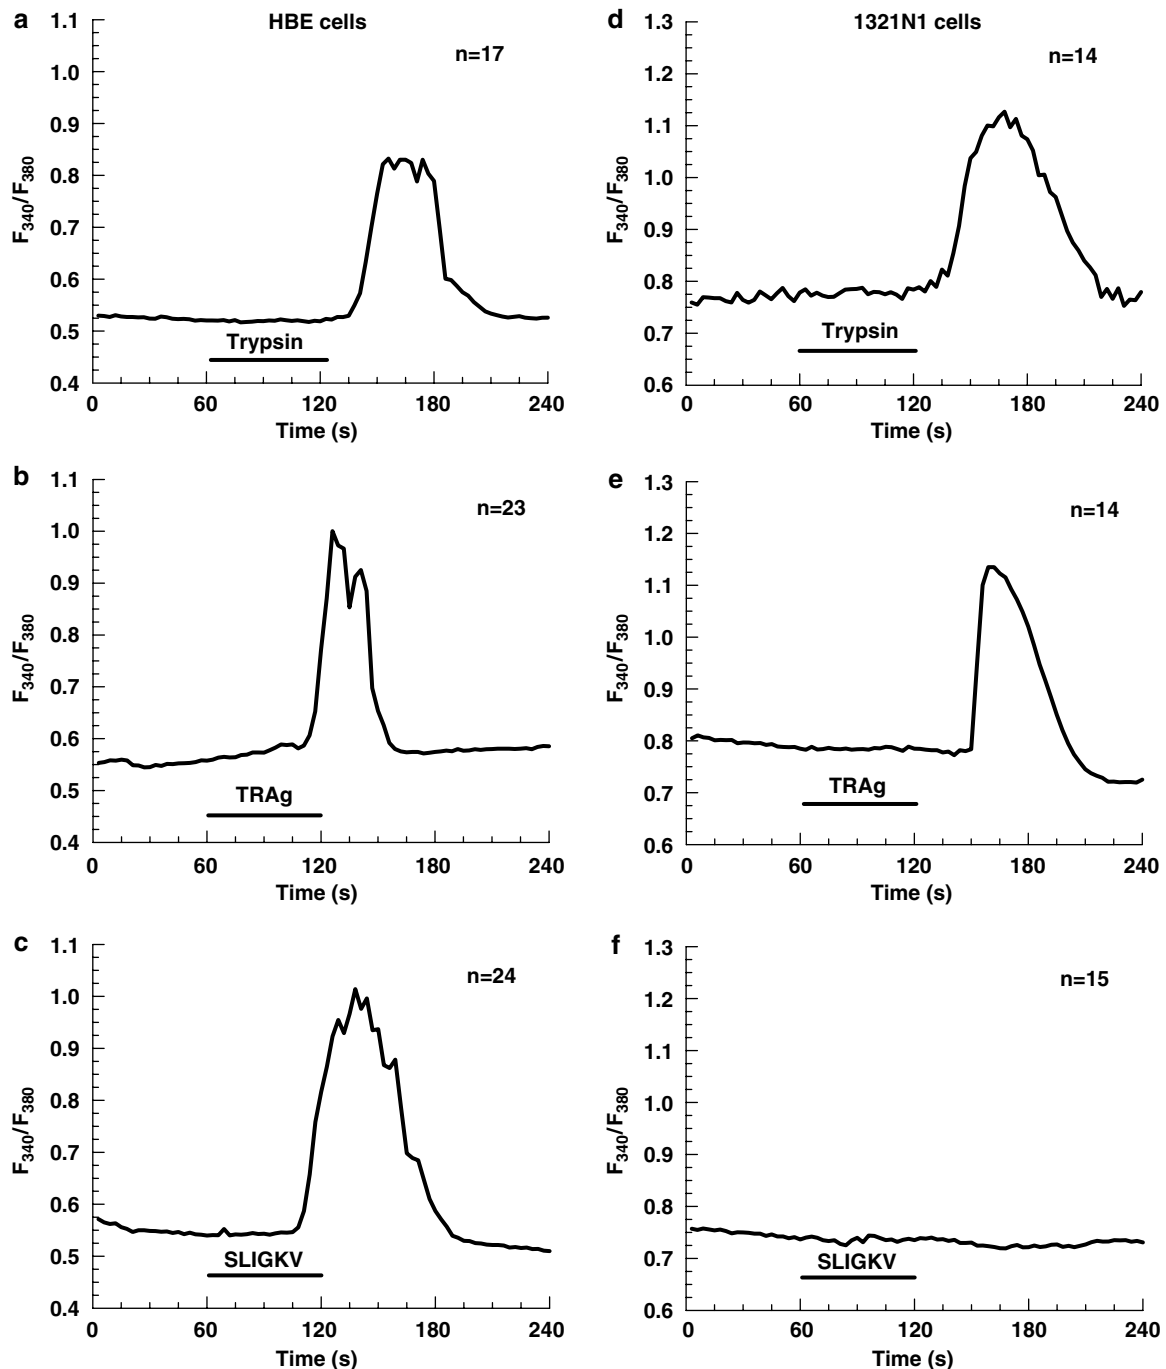 a
HBE cells
n=17
1.1
1.0
0.9
0.8
0.7
0.6
0.5
0.4
F340/F380
Trypsin
0 60 120 180 240
Time (s)
d
1321N1 cells
n=14
1.3
1.2
1.1
1.0
0.9
0.8
0.7
0.6
F340/F380
Trypsin
0 60 120 180 240
Time (s)
b
n=23
1.1
1.0
0.9
0.8
0.7
0.6
0.5
0.4
F340/F380
TRAg
0 60 120 180 240
Time (s)
e
n=14
1.3
1.2
1.1
1.0
0.9
0.8
0.7
0.6
F340/F380
TRAg
0 60 120 180 240
Time (s)
c
n=24
1.1
1.0
0.9
0.8
0.7
0.6
0.5
0.4
F340/F380
SLIGKV
0 60 120 180 240
Time (s)
f
n=15
1.3
1.2
1.1
1.0
0.9
0.8
0.7
0.6
F340/F380
SLIGKV
0 60 120 180 240
Time (s)